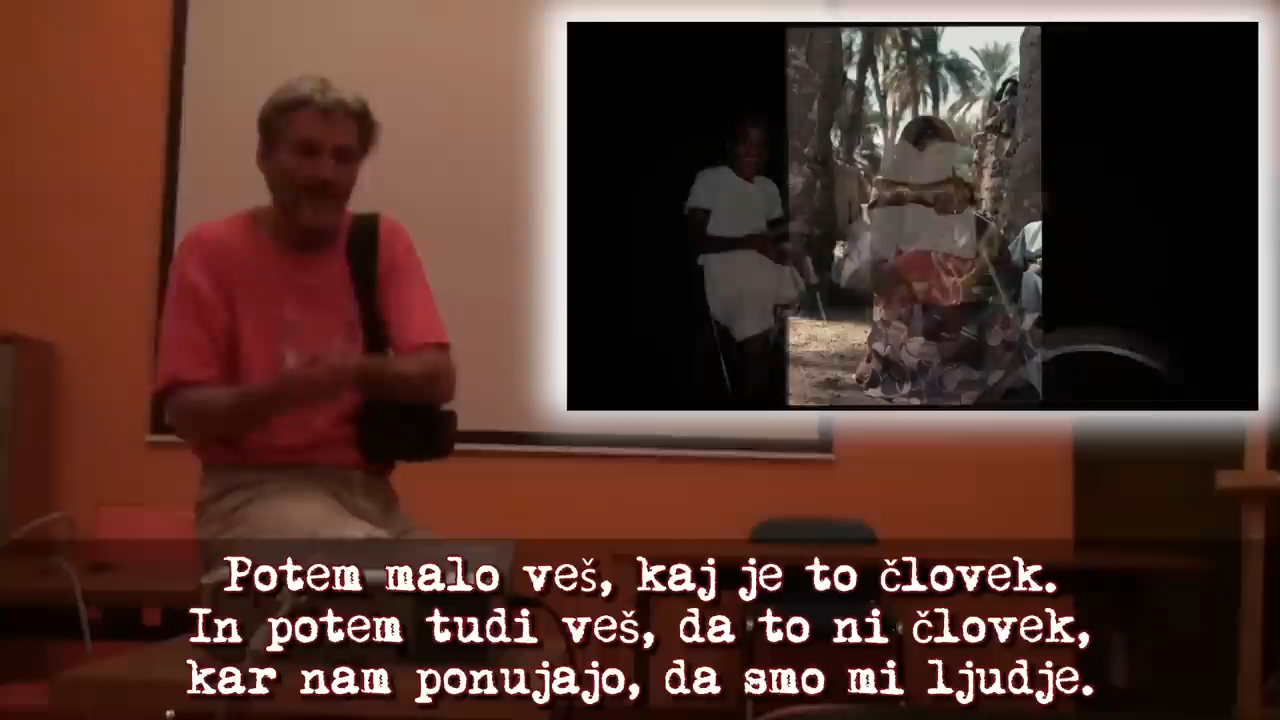 Potem malo veš, kaj je to človek.
In potem tudi veš, da to ni človek,
kar nam ponujajo, da smo mi ljudje.